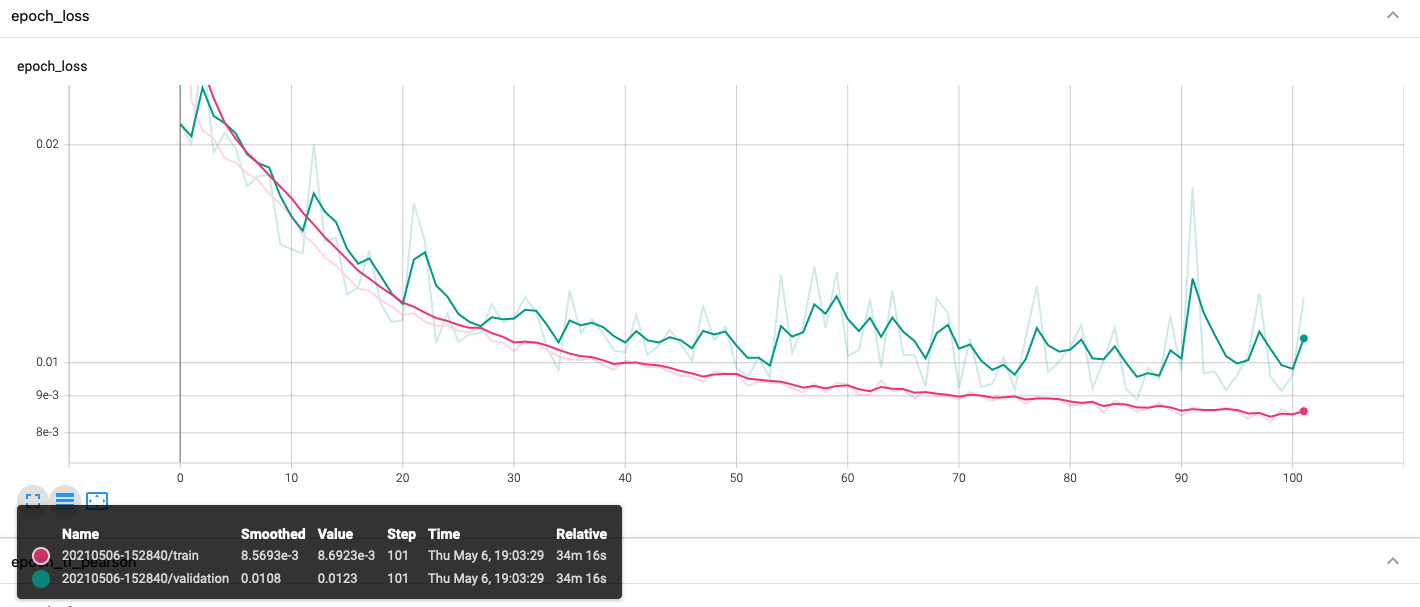 epoch_loss
epoch_loss
0.02
0.01
9e-3
8e-3
0 10 20 30 40 50 60 70 80 90 100
Name Smoothed Value Step Time Relative
20210506-152840/train 8.5693e-3 8.6923e-3 101 Thu May 6, 19:03:29 34m 16s
20210506-152840/validation 0.0108 0.0123 101 Thu May 6, 19:03:29 34m 16s
epoch_tf_pearson